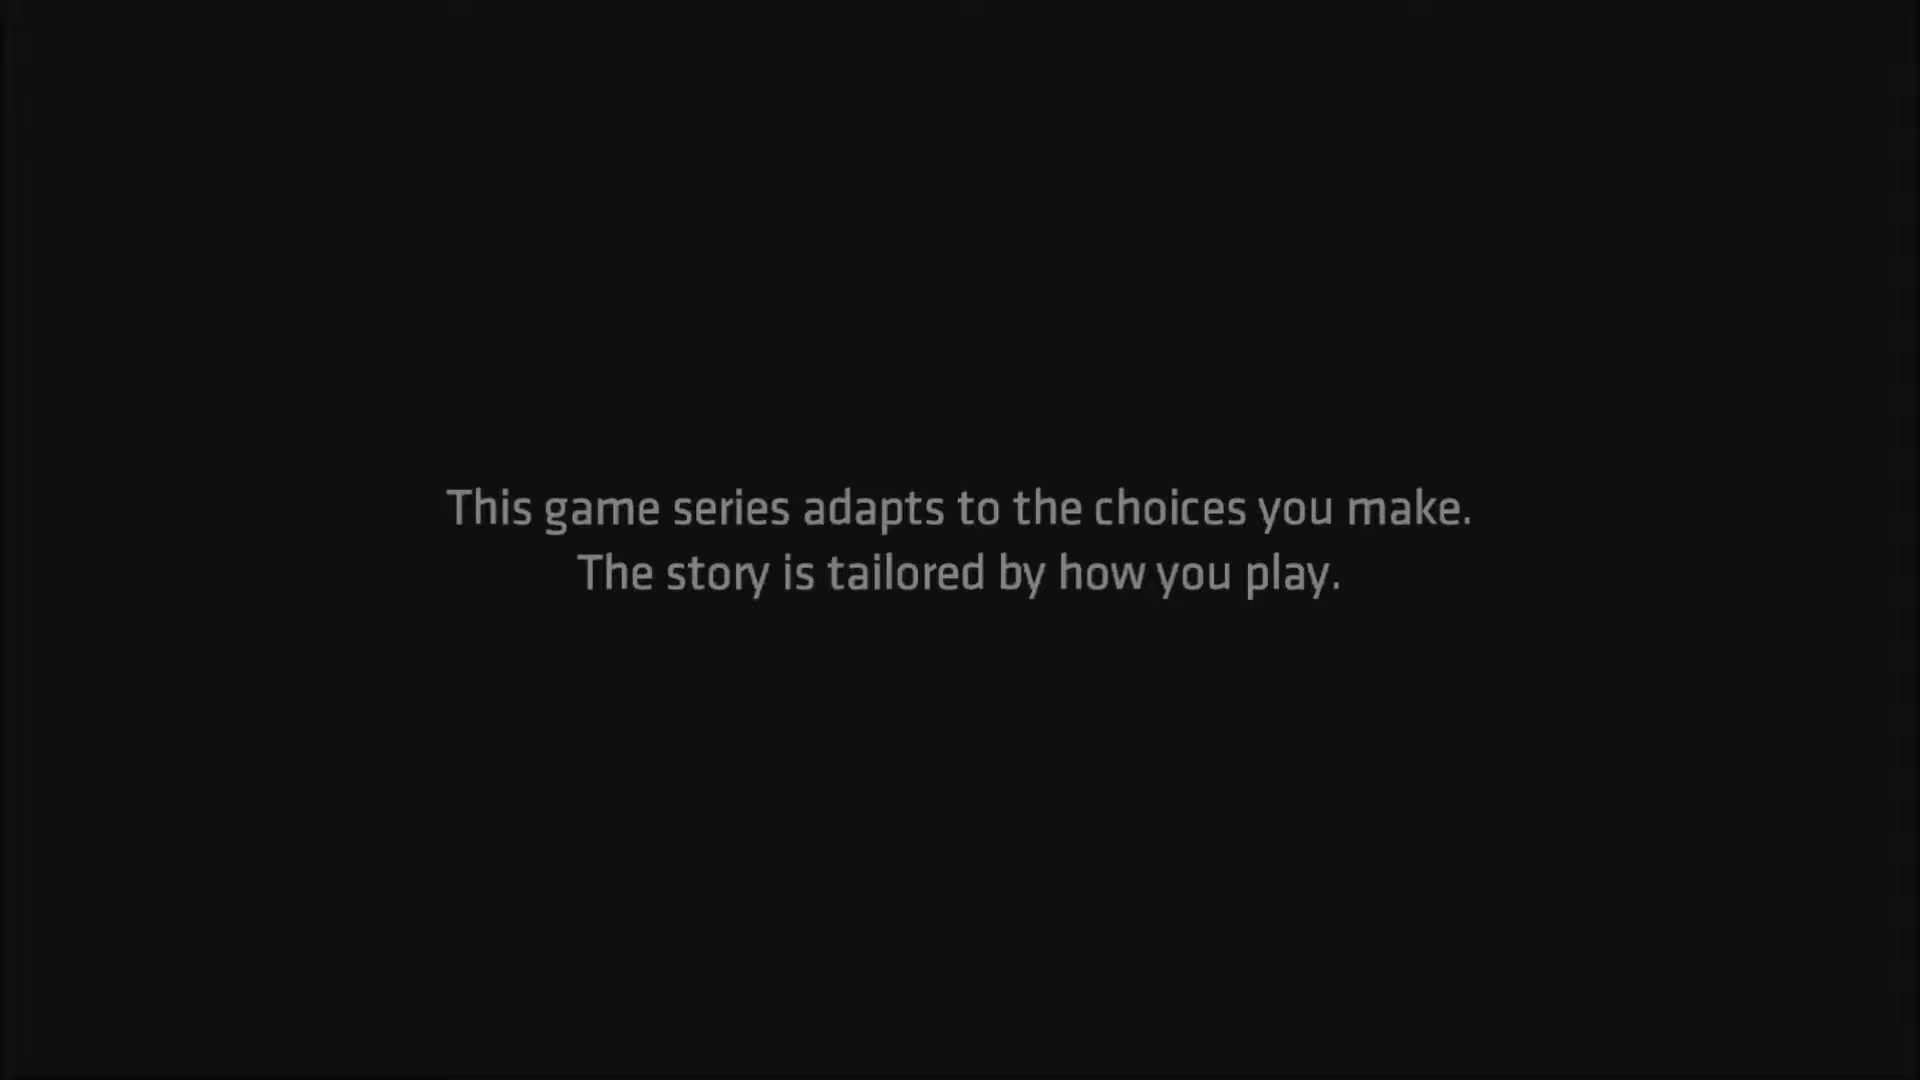 This game series adapts to the choices you make.
The story is tailored by how you play.